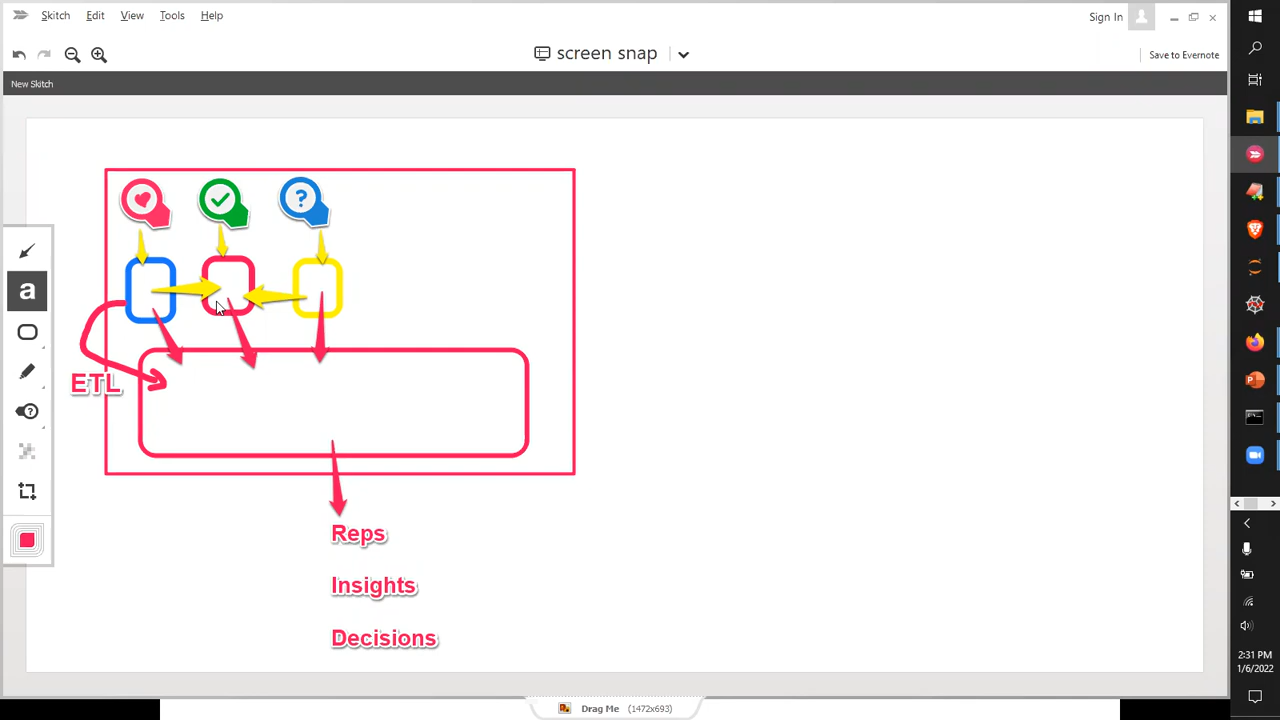 Skitch Edit View Tools Help
Sign In
screen snap
Save to Evernote
New Skitch
?
a
?
ETL
Reps
Insights
Decisions
2:31 PM
1/6/2022
Drag Me (1472x693)